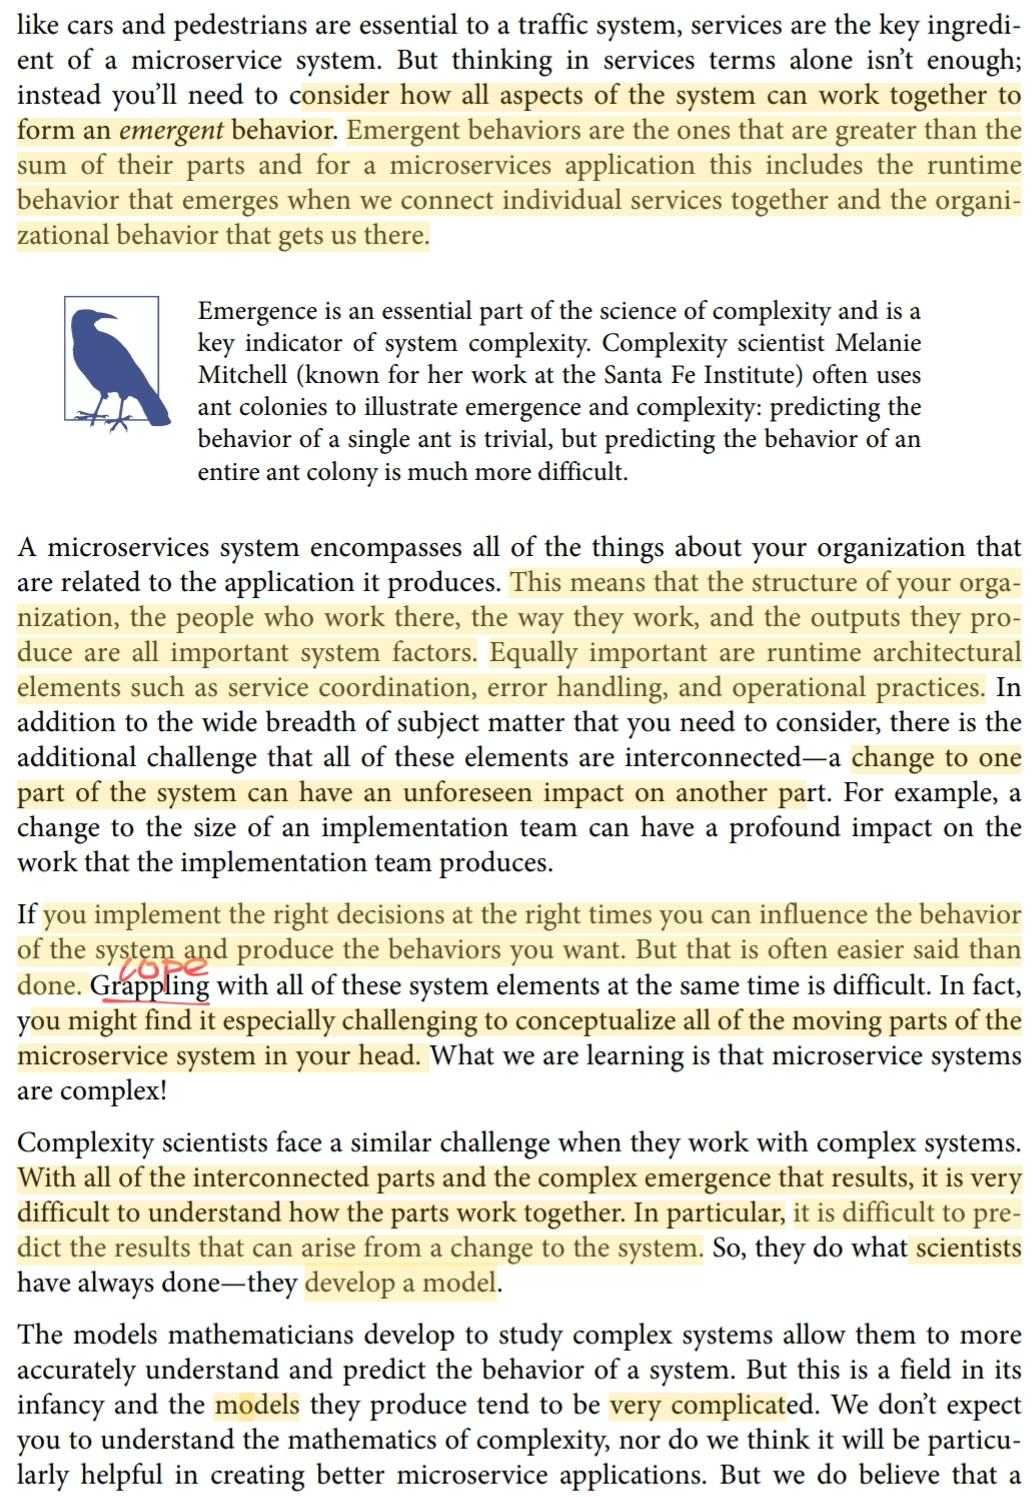 like cars and pedestrians are essential to a traffic system, services are the key ingredi-
ent of a microservice system. But thinking in services terms alone isn't enough;
instead you'll need to consider how all aspects of the system can work together to
form an emergent behavior. Emergent behaviors are the ones that are greater than the
sum of their parts and for a microservices application this includes the runtime
behavior that emerges when we connect individual services together and the organi-
zational behavior that gets us there.
Emergence is an essential part of the science of complexity and is a
key indicator of system complexity. Complexity scientist Melanie
Mitchell (known for her work at the Santa Fe Institute) often uses
ant colonies to illustrate emergence and complexity: predicting the
behavior of a single ant is trivial, but predicting the behavior of an
entire ant colony is much more difficult.
A microservices system encompasses all of the things about your organization that
are related to the application it produces. This means that the structure of your orga-
nization, the people who work there, the way they work, and the outputs they pro-
duce are all important system factors. Equally important are runtime architectural
elements such as service coordination, error handling, and operational practices. In
addition to the wide breadth of subject matter that you need to consider, there is the
additional challenge that all of these elements are interconnected—a change to one
part of the system can have an unforeseen impact on another part. For example, a
change to the size of an implementation team can have a profound impact on the
work that the implementation team produces.
If you implement the right decisions at the right times you can influence the behavior
of the system and produce the behaviors you want. But that is often easier said than
cope
done. Grappling with all of these system elements at the same time is difficult. In fact,
you might find it especially challenging to conceptualize all of the moving parts of the
microservice system in your head. What we are learning is that microservice systems
are complex!
Complexity scientists face a similar challenge when they work with complex systems.
With all of the interconnected parts and the complex emergence that results, it is very
difficult to understand how the parts work together. In particular, it is difficult to pre-
dict the results that can arise from a change to the system. So, they do what scientists
have always done—they develop a model.
The models mathematicians develop to study complex systems allow them to more
accurately understand and predict the behavior of a system. But this is a field in its
infancy and the models they produce tend to be very complicated. We don't expect
you to understand the mathematics of complexity, nor do we think it will be particu-
larly helpful in creating better microservice applications. But we do believe that a